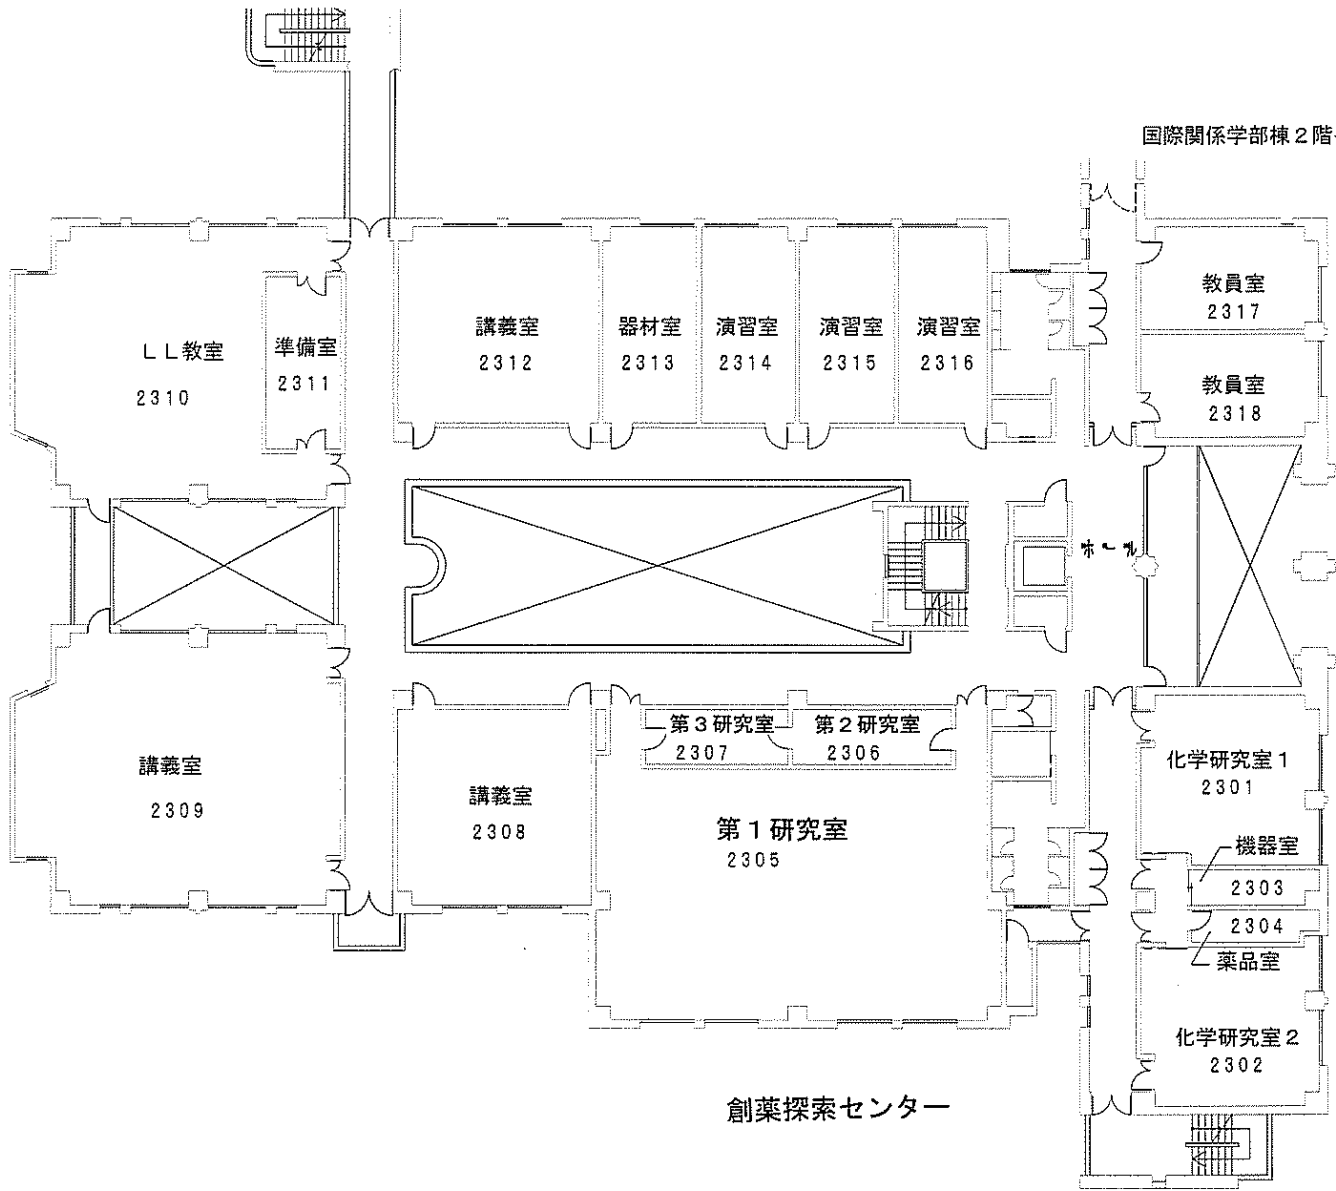 国際関係学部棟２階
教員室
2317
講義室
2312
器材室
2313
演習室
2314
演習室
2315
演習室
2316
ＬＬ教室
2310
準備室
2311
教員室
2318
ホール
第３研究室
2307
第２研究室
2306
化学研究室１
2301
講義室
2309
講義室
2308
第１研究室
2305
機器室
2303
2304
薬品室
化学研究室２
2302
創薬探索センター